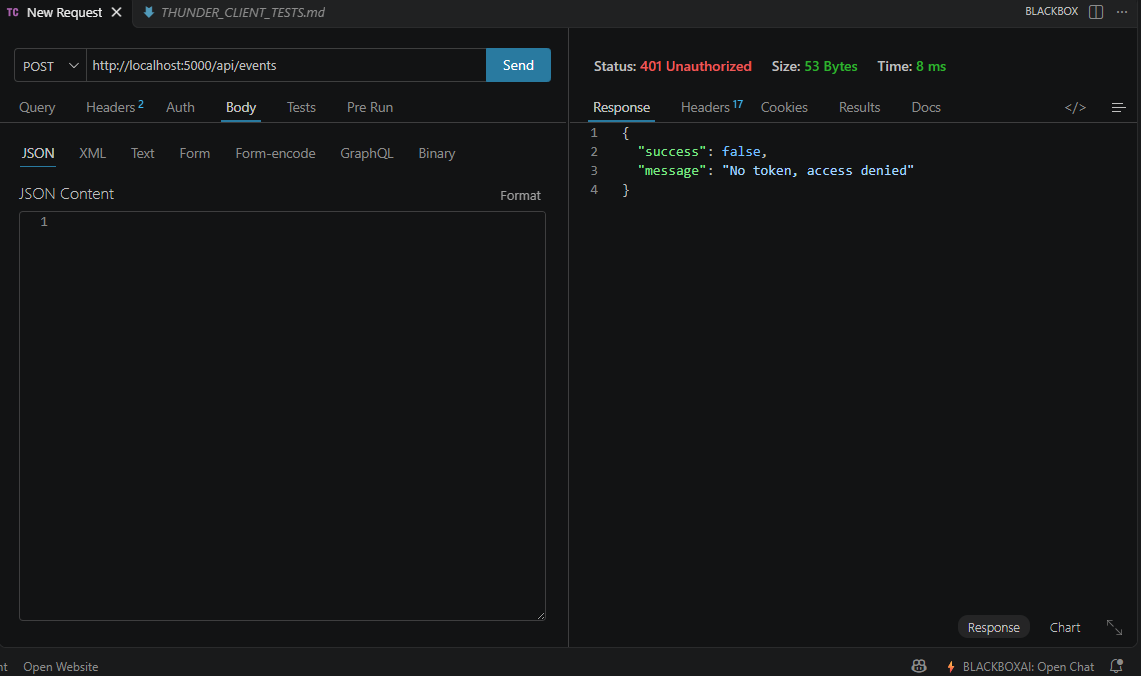 TC New Request THUNDER_CLIENT_TESTS.md BLACKBOX
POST http://localhost:5000/api/events Send
Query Headers 2 Auth Body Tests Pre Run
JSON XML Text Form Form-encode GraphQL Binary
JSON Content Format
1
Status: 401 Unauthorized Size: 53 Bytes Time: 8 ms
Response Headers 17 Cookies Results Docs </>
1 {
2 "success": false,
3 "message": "No token, access denied"
4 }
Response Chart
nt Open Website BLACKBOXAI: Open Chat